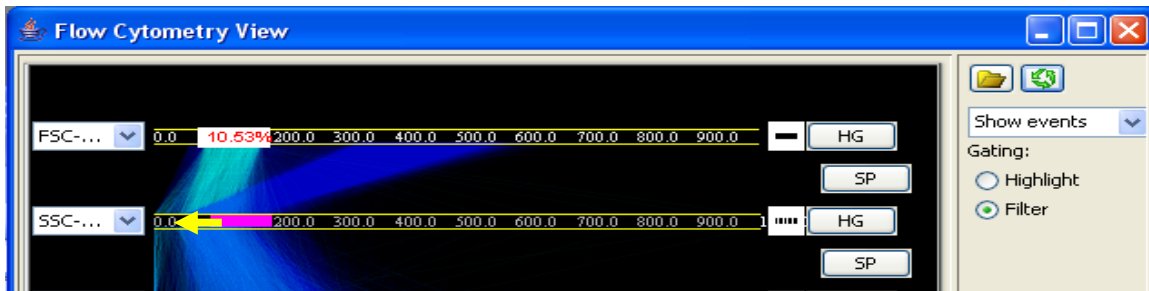 Flow Cytometry View
FSC-... 0.0 10.53% 200.0 300.0 400.0 500.0 600.0 700.0 800.0 900.0 HG
Show events
Gating:
SP
Highlight
SSC-... 0.0 200.0 300.0 400.0 500.0 600.0 700.0 800.0 900.0 1 HG
Filter
SP